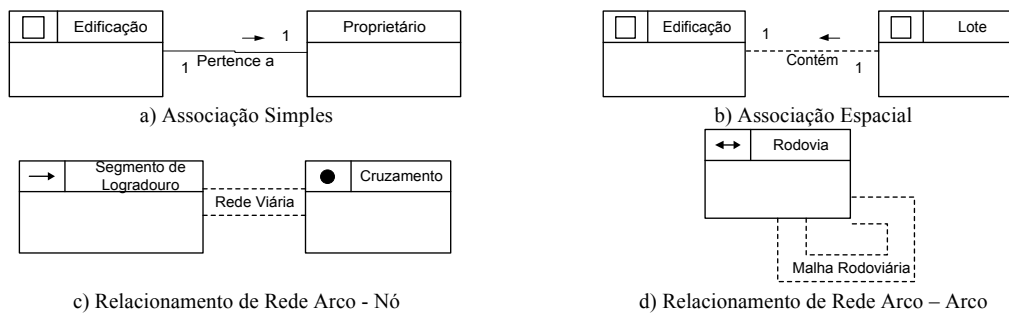 Edificação
Proprietário
1
1
Pertence a
a) Associação Simples
Edificação
Lote
1
Contém
1
b) Associação Espacial
Segmento de
Logradouro
Cruzamento
Rede Viária
c) Relacionamento de Rede Arco - Nó
Rodovia
Malha Rodoviária
d) Relacionamento de Rede Arco – Arco